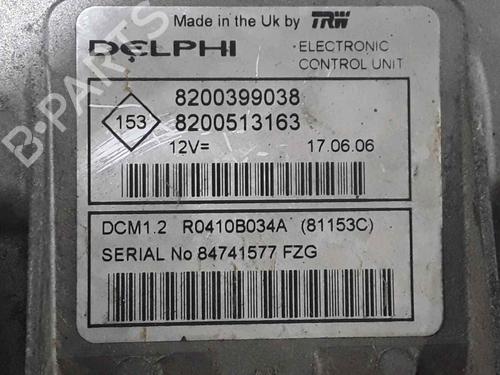 Made in the Uk by TRW
DELPHI
ELECTRONIC
CONTROL UNIT
153
8200399038
8200513163
12V=
17.06.06
DCM1.2 R0410B034A (81153C)
SERIAL No 84741577 FZG
B-PARTS